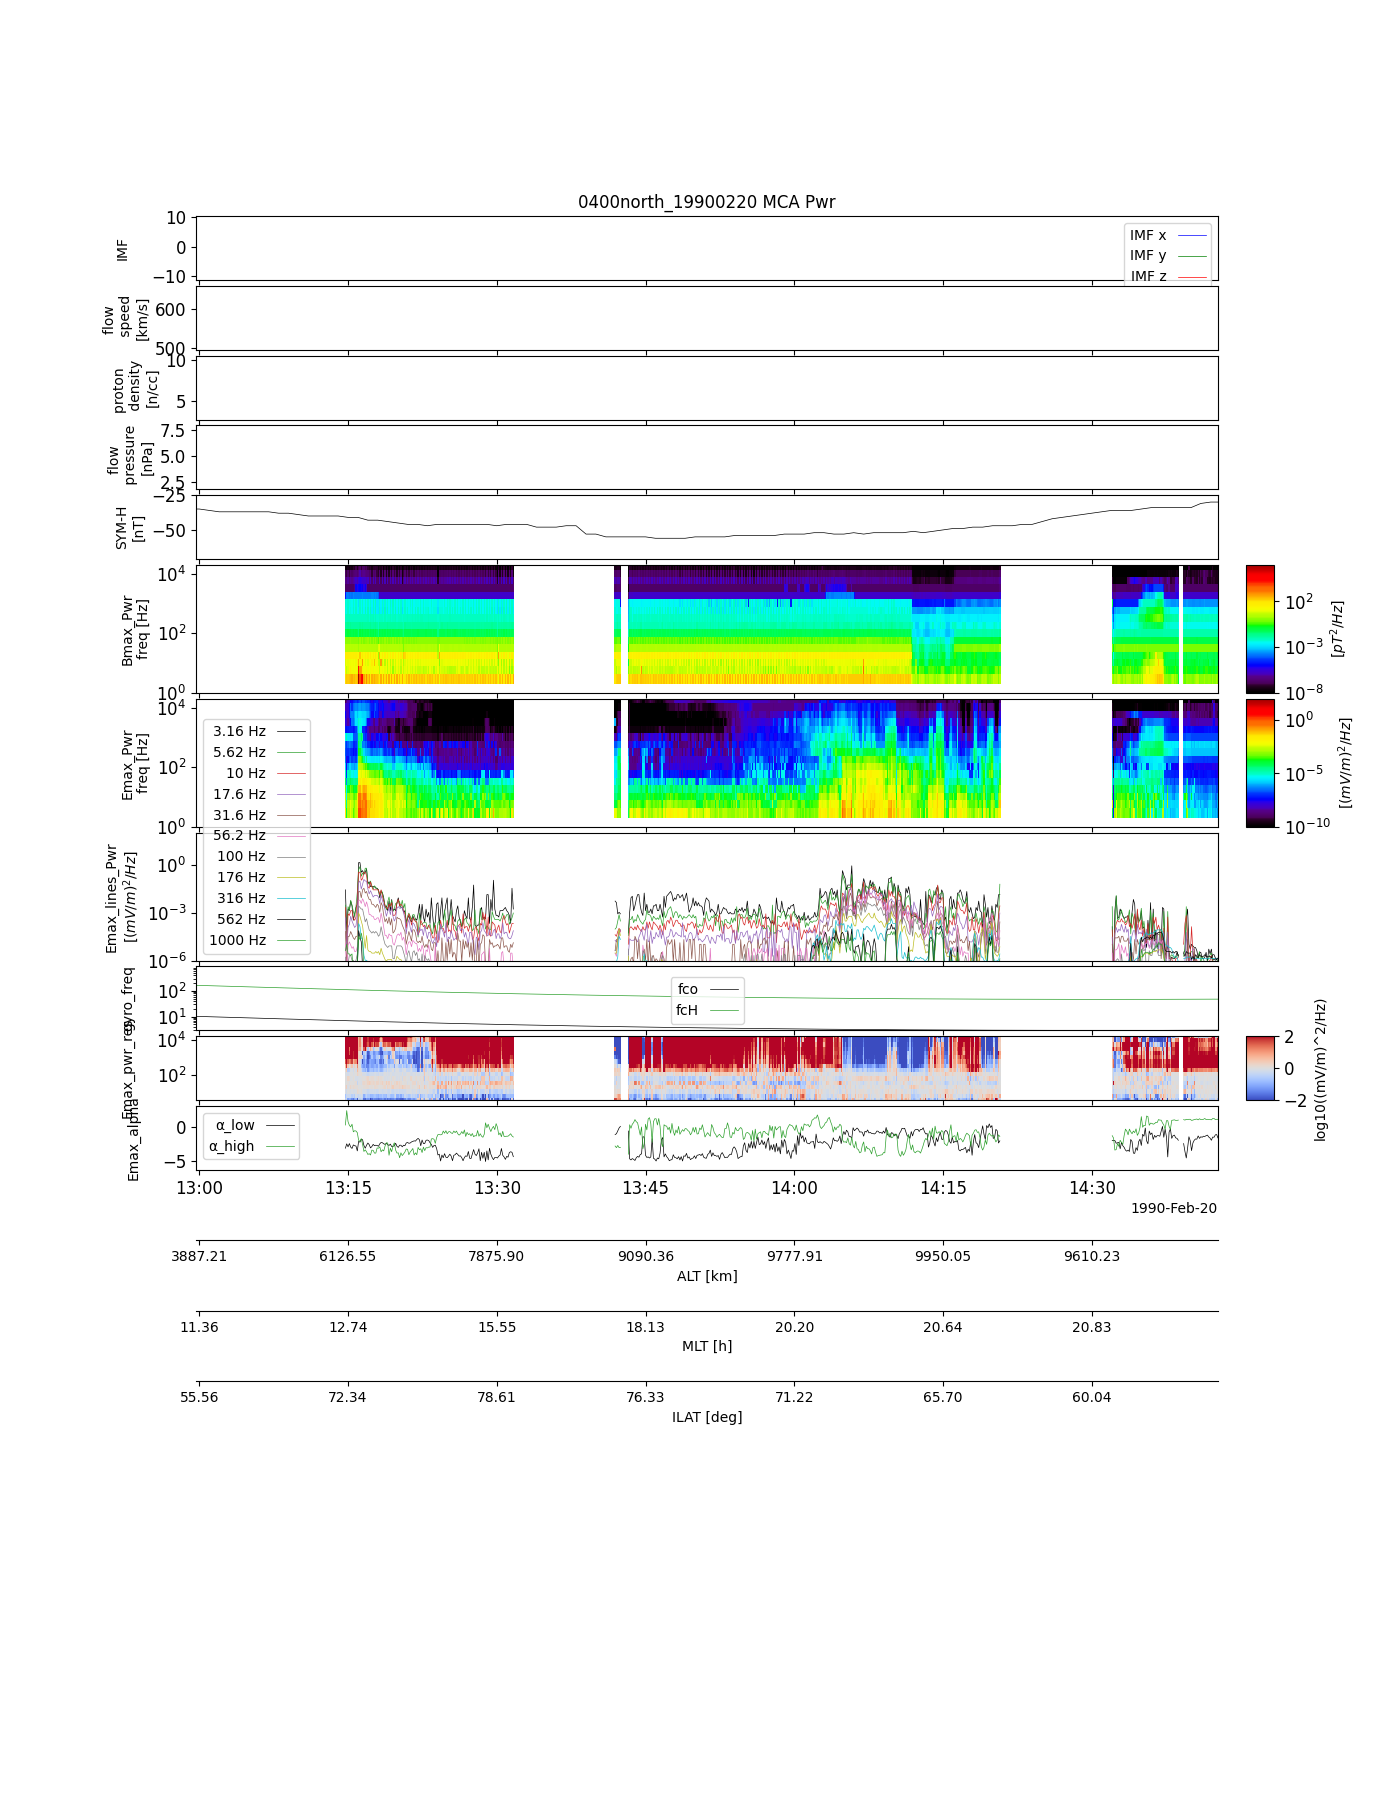 0400north_19900220 MCA Pwr
10
0
−10
IMF
IMF x
IMF y
IMF z
600
500
flow
speed
[km/s]
10
5
proton
density
[n/cc]
7.5
5.0
2.5
flow
pressure
[nPa]
−25
−50
SYM-H
[nT]
10^4
10^2
10^0
Bmax_Pwr
freq [Hz]
10^2
10^−3
10^−8
[pT^2/Hz]
10^4
10^2
10^0
Emax_Pwr
freq [Hz]
10^0
10^−5
10^−10
[(mV/m)^2/Hz]
3.16 Hz
5.62 Hz
10 Hz
17.6 Hz
31.6 Hz
56.2 Hz
100 Hz
176 Hz
316 Hz
562 Hz
1000 Hz
10^0
10^−3
10^−6
Emax_lines_Pwr
[(mV/m)^2/Hz]
10^2
10^1
gyro_freq
fco
fcH
10^4
10^2
Emax_pwr_reg
2
0
−2
log10((mV/m)^2/Hz)
0
−5
Emax_alpha
α_low
α_high
13:00 13:15 13:30 13:45 14:00 14:15 14:30
1990-Feb-20
3887.21 6126.55 7875.90 9090.36 9777.91 9950.05 9610.23
ALT [km]
11.36 12.74 15.55 18.13 20.20 20.64 20.83
MLT [h]
55.56 72.34 78.61 76.33 71.22 65.70 60.04
ILAT [deg]